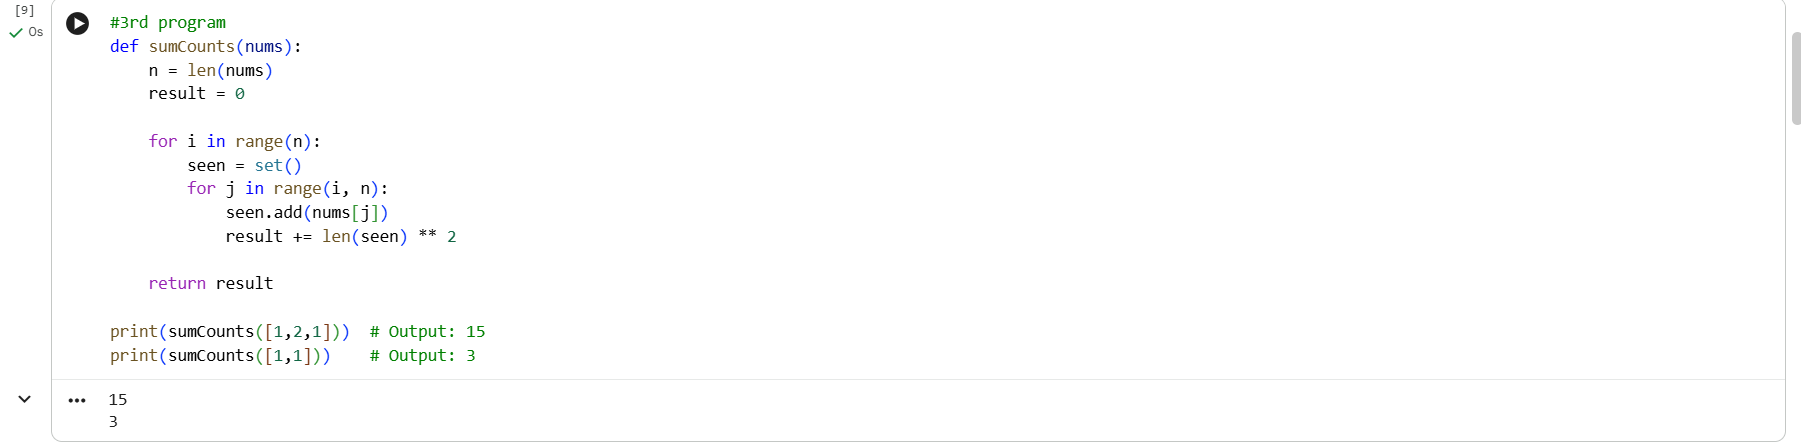 [9]
0s
#3rd program
def sumCounts(nums):
    n = len(nums)
    result = 0

    for i in range(n):
        seen = set()
        for j in range(i, n):
            seen.add(nums[j])
            result += len(seen) ** 2

    return result

print(sumCounts([1,2,1]))  # Output: 15
print(sumCounts([1,1]))    # Output: 3
15
3